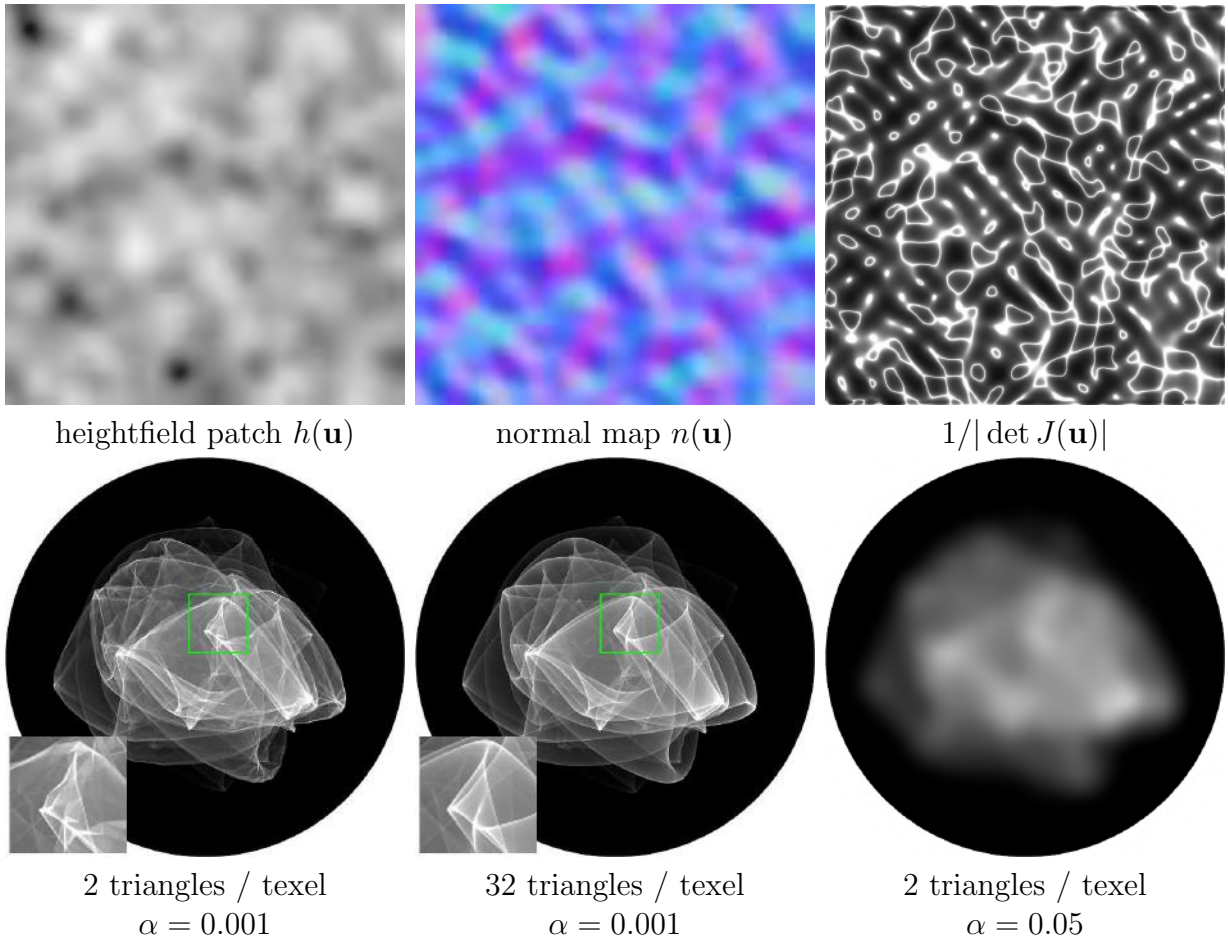 heightfield patch h(u)
normal map n(u)
1/| det J(u)|
2 triangles / texel
α = 0.001
32 triangles / texel
α = 0.001
2 triangles / texel
α = 0.05